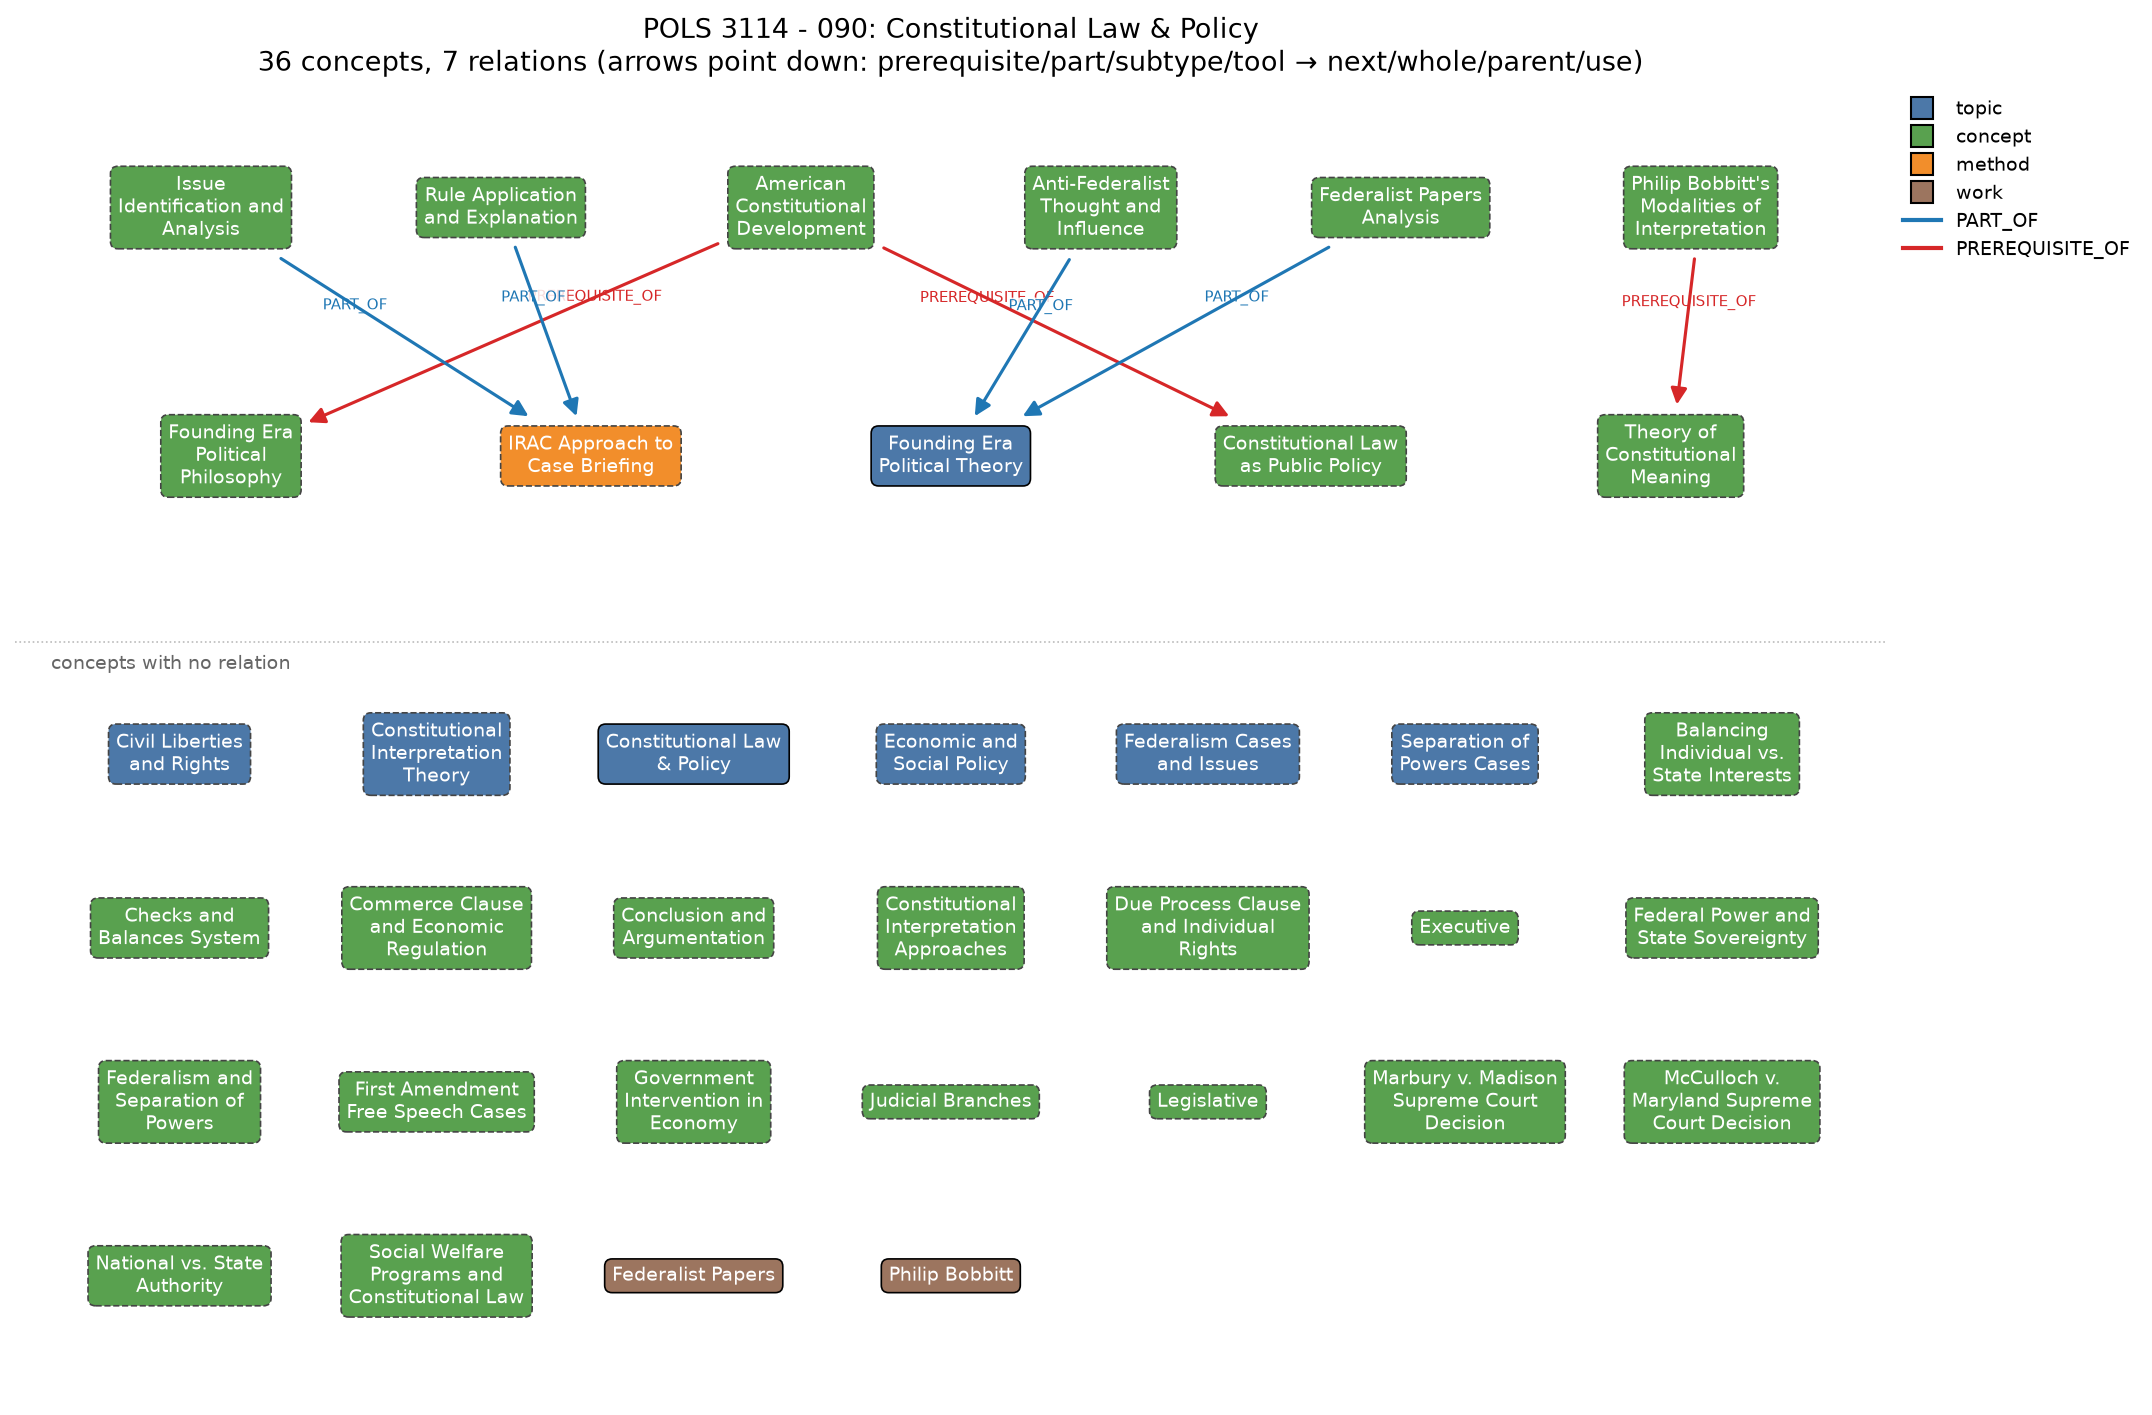 POLS 3114 - 090: Constitutional Law & Policy
36 concepts, 7 relations (arrows point down: prerequisite/part/subtype/tool → next/whole/parent/use)
topic
concept
method
work
PART_OF
PREREQUISITE_OF
Issue
Identification and
Analysis
Rule Application
and Explanation
American
Constitutional
Development
Anti-Federalist
Thought and
Influence
Federalist Papers
Analysis
Philip Bobbitt's
Modalities of
Interpretation
PART_OF
PART_OF
PREREQUISITE_OF
PREREQUISITE_OF
PART_OF
PART_OF
PREREQUISITE_OF
Founding Era
Political
Philosophy
IRAC Approach to
Case Briefing
Founding Era
Political Theory
Constitutional Law
as Public Policy
Theory of
Constitutional
Meaning
concepts with no relation
Civil Liberties
and Rights
Constitutional
Interpretation
Theory
Constitutional Law
& Policy
Economic and
Social Policy
Federalism Cases
and Issues
Separation of
Powers Cases
Balancing
Individual vs.
State Interests
Checks and
Balances System
Commerce Clause
and Economic
Regulation
Conclusion and
Argumentation
Constitutional
Interpretation
Approaches
Due Process Clause
and Individual
Rights
Executive
Federal Power and
State Sovereignty
Federalism and
Separation of
Powers
First Amendment
Free Speech Cases
Government
Intervention in
Economy
Judicial Branches
Legislative
Marbury v. Madison
Supreme Court
Decision
McCulloch v.
Maryland Supreme
Court Decision
National vs. State
Authority
Social Welfare
Programs and
Constitutional Law
Federalist Papers
Philip Bobbitt